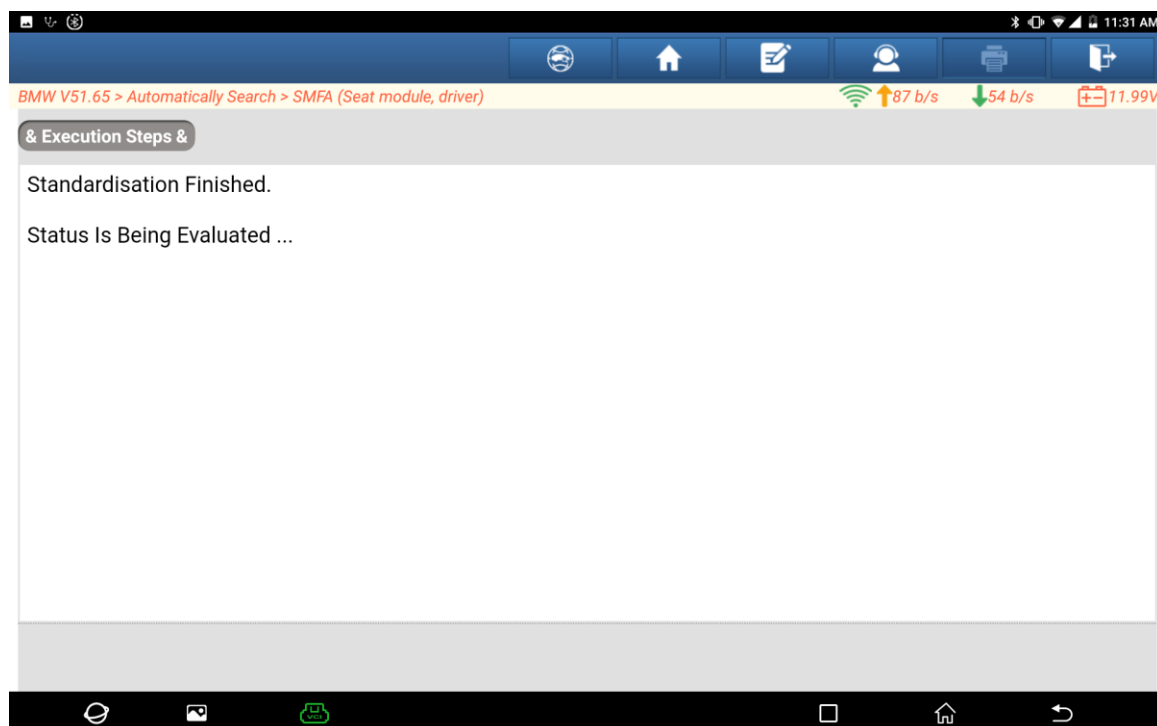 11:31 AM
BMW V51.65 > Automatically Search > SMFA (Seat module, driver)
87 b/s
54 b/s
11.99V
& Execution Steps &
Standardisation Finished.
Status Is Being Evaluated ...
VCI